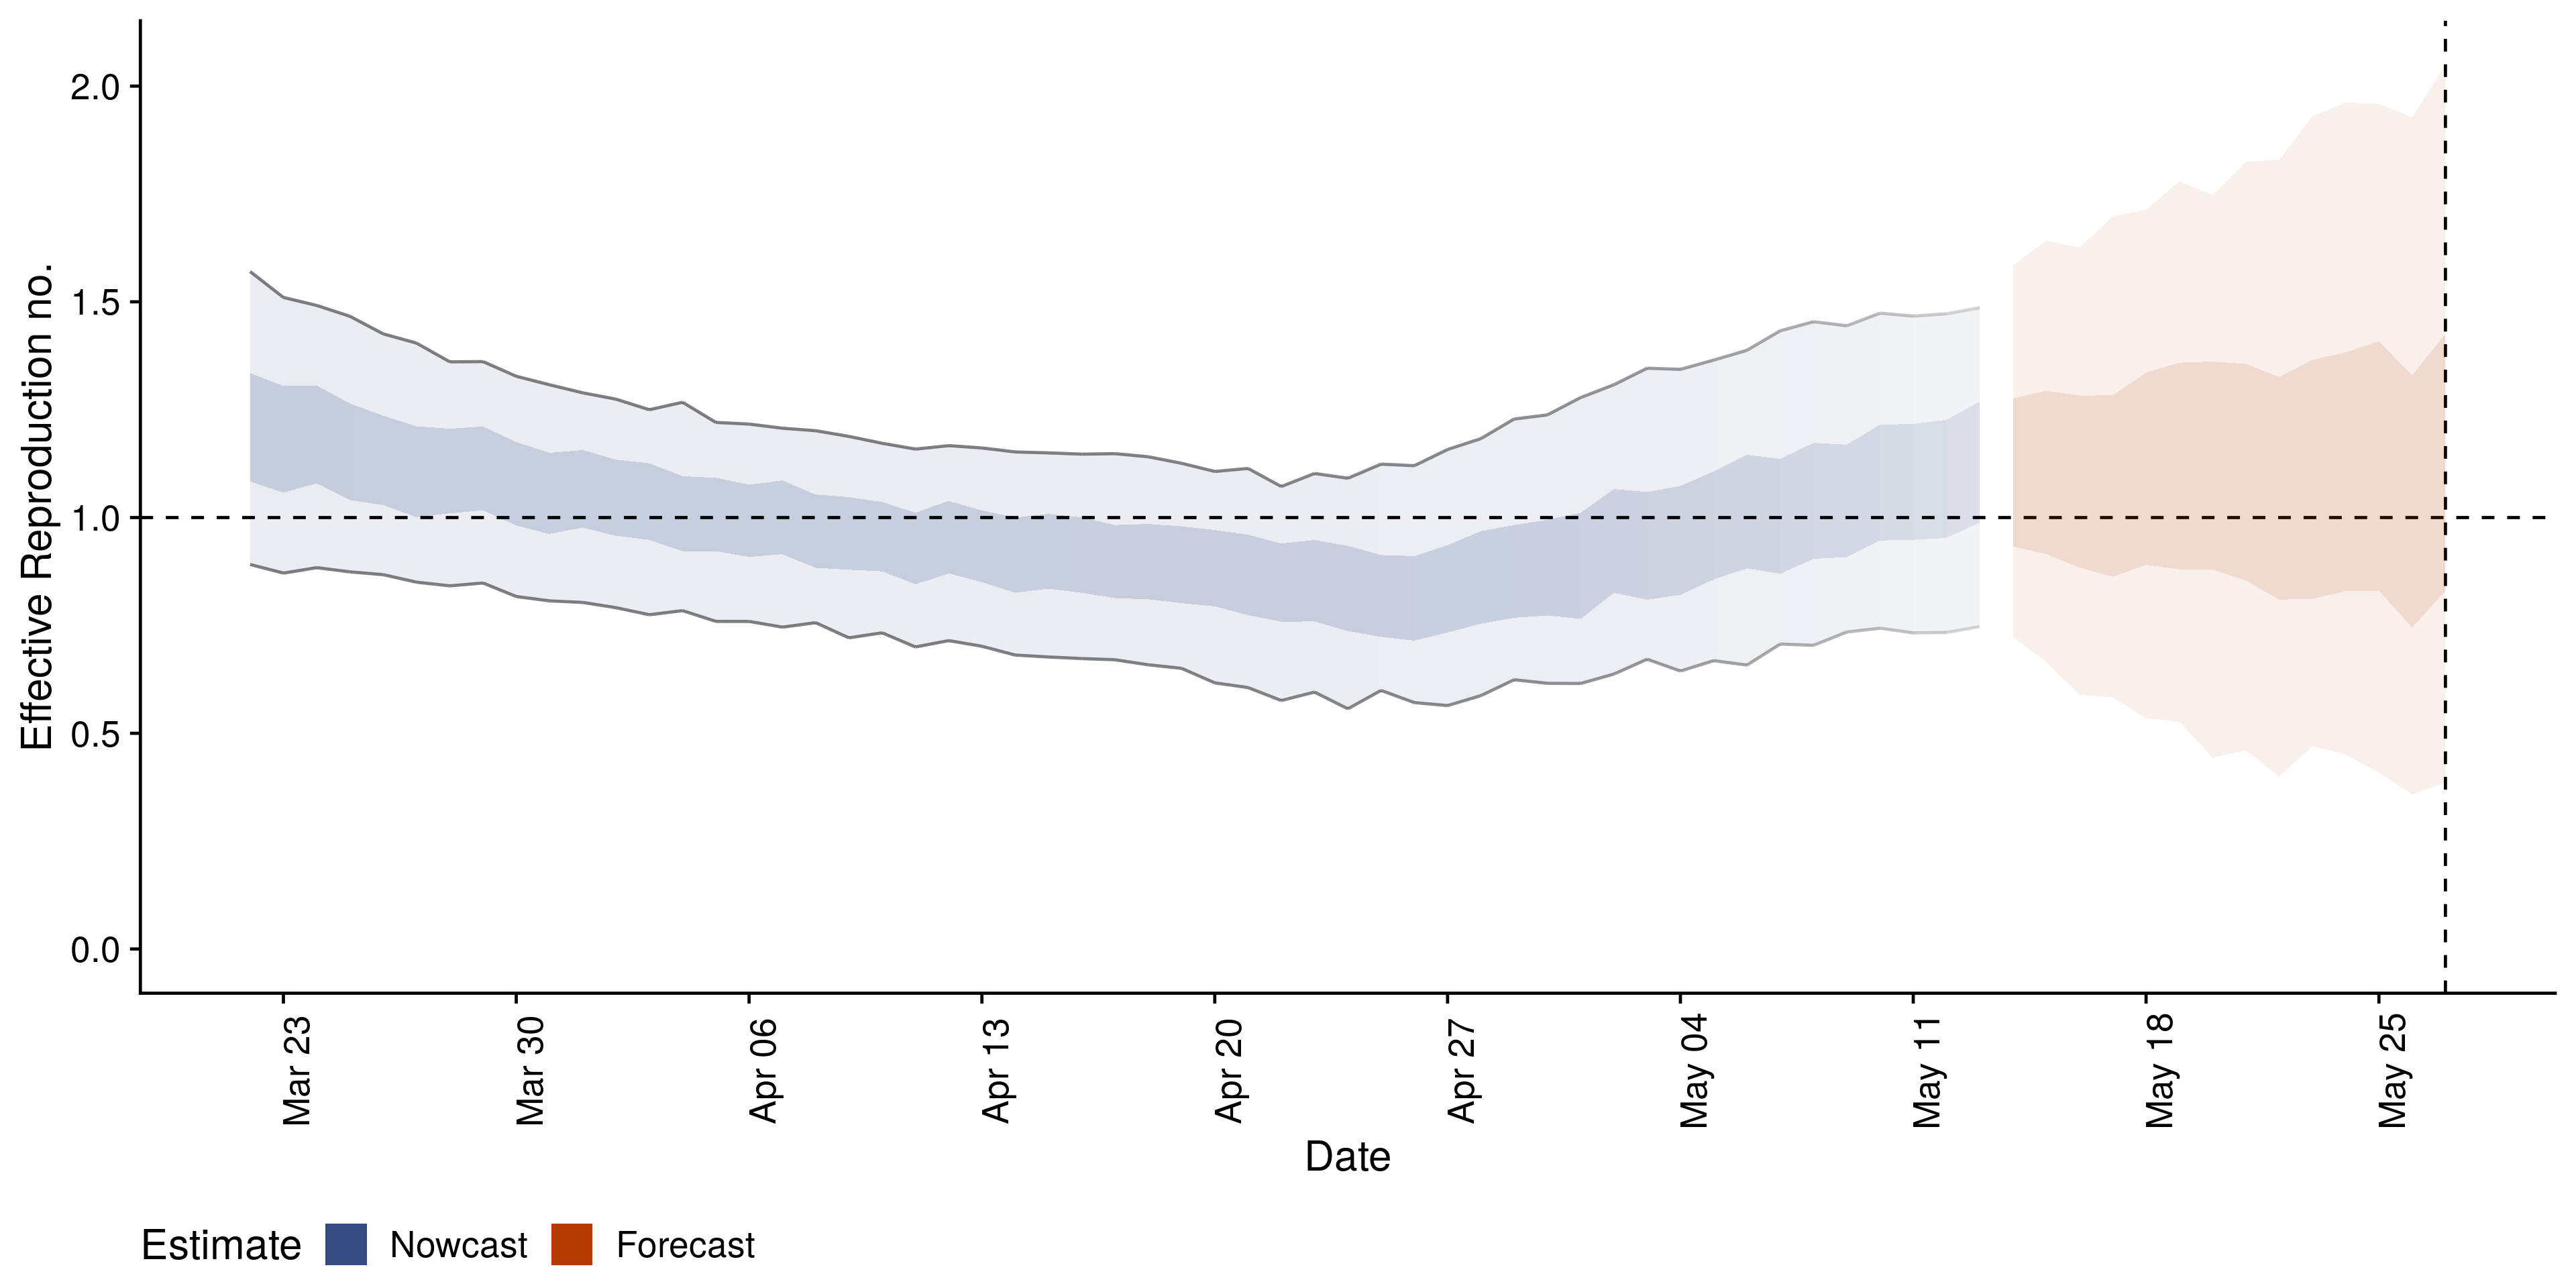 Effective Reproduction no.
2.0
1.5
1.0
0.5
0.0
Mar 23
Mar 30
Apr 06
Apr 13
Apr 20
Apr 27
May 04
May 11
May 18
May 25
Date
Estimate Nowcast Forecast